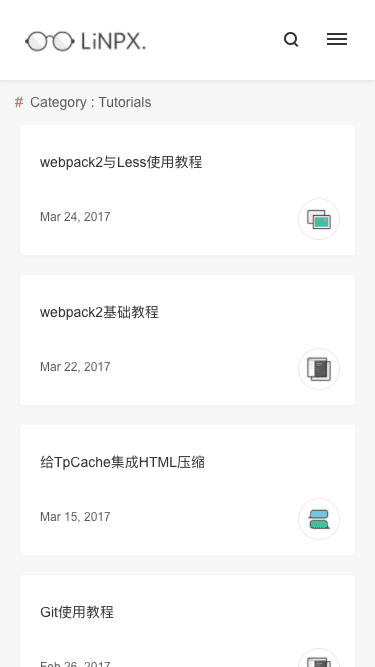 LiNPX.
# Category : Tutorials
webpack2与Less使用教程
Mar 24, 2017
webpack2基础教程
Mar 22, 2017
给TpCache集成HTML压缩
Mar 15, 2017
Git使用教程
Feb 26, 2017